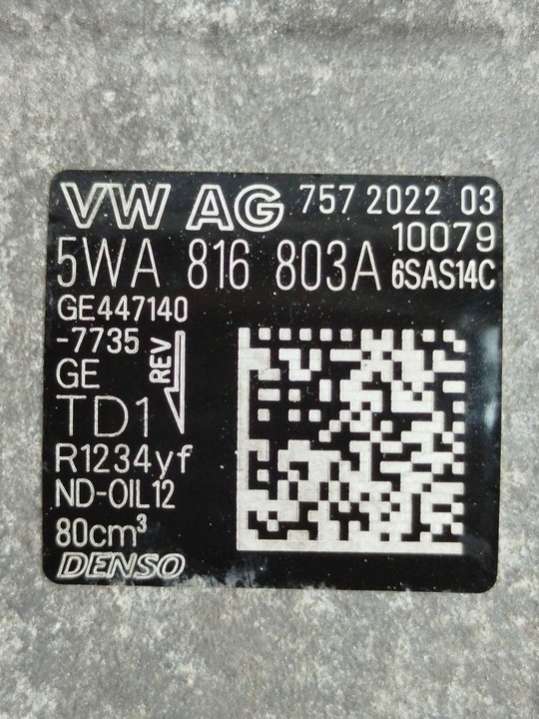 VW AG 757 2022 03
10079
5WA 816 803A 6SAS14C
GE447140
-7735
REV
GE
TD1
R1234yf
ND-OIL12
80cm³
DENSO